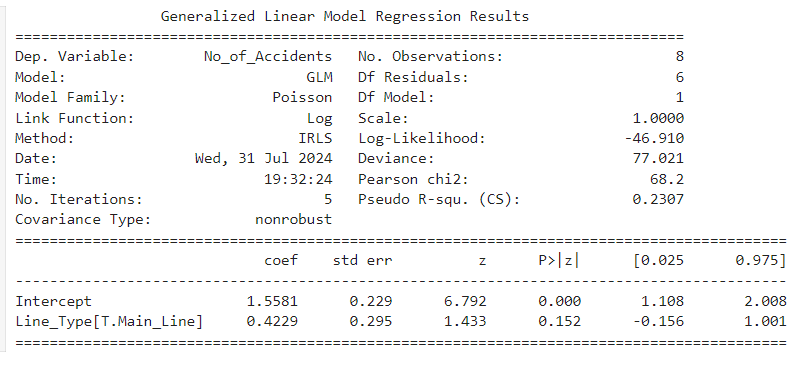 Generalized Linear Model Regression Results
==============================================================================
Dep. Variable: No_of_Accidents No. Observations: 8
Model: GLM Df Residuals: 6
Model Family: Poisson Df Model: 1
Link Function: Log Scale: 1.0000
Method: IRLS Log-Likelihood: -46.910
Date: Wed, 31 Jul 2024 Deviance: 77.021
Time: 19:32:24 Pearson chi2: 68.2
No. Iterations: 5 Pseudo R-squ. (CS): 0.2307
Covariance Type: nonrobust
==========================================================================================
coef std err z P>|z| [0.025 0.975]
------------------------------------------------------------------------------------------
Intercept 1.5581 0.229 6.792 0.000 1.108 2.008
Line_Type[T.Main_Line] 0.4229 0.295 1.433 0.152 -0.156 1.001
==========================================================================================